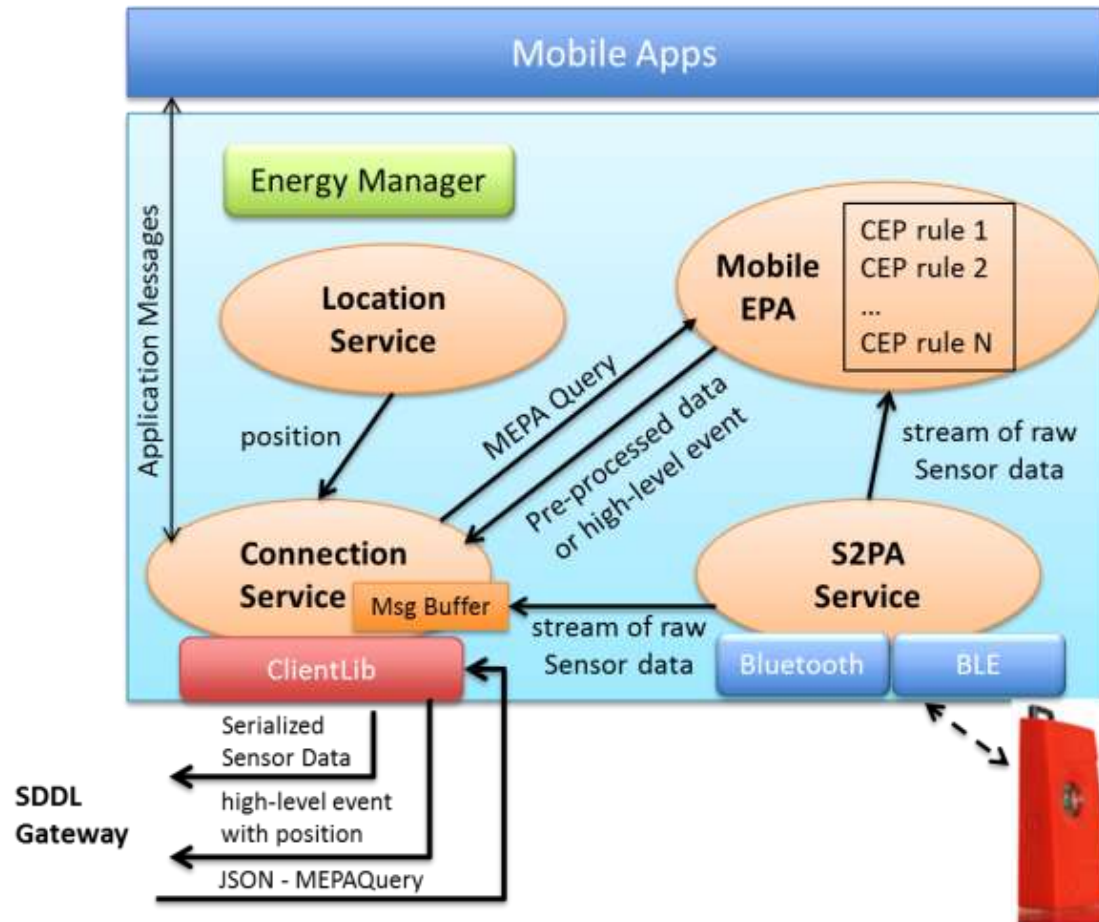 Mobile Apps
Energy Manager
Application Messages
Location
Service
Mobile
EPA
CEP rule 1
CEP rule 2
...
CEP rule N
position
MEPA Query
Pre-processed data
or high-level event
stream of raw
Sensor data
Connection
Service
Msg Buffer
S2PA
Service
stream of raw
Sensor data
ClientLib
Bluetooth
BLE
Serialized
Sensor Data
SDDL
Gateway
high-level event
with position
JSON - MEPAQuery